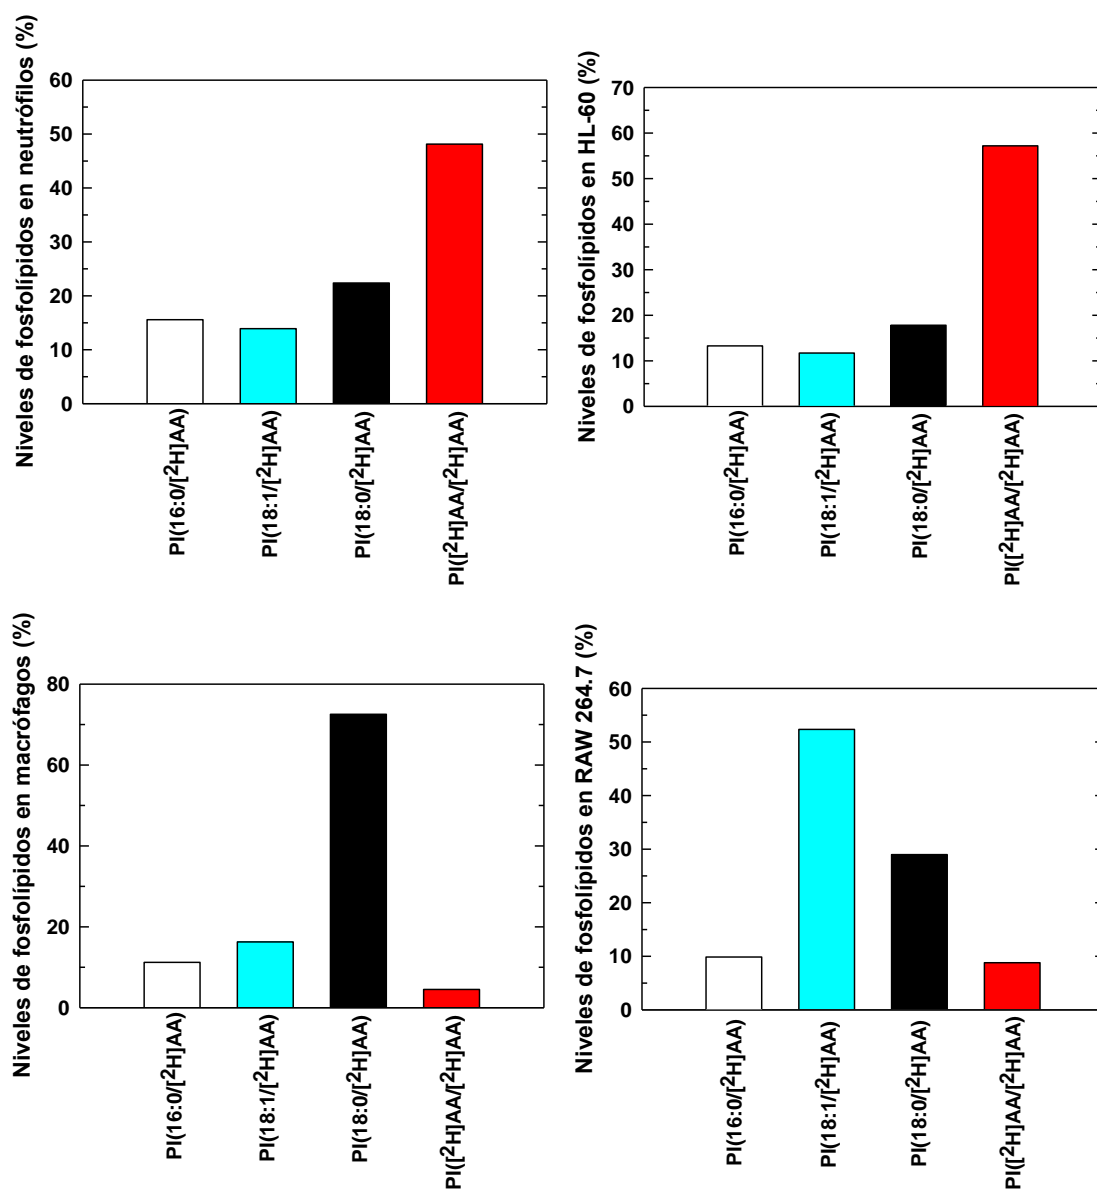 Niveles de fosfolípidos en neutrófilos (%)
60
50
40
30
20
10
0
PI(16:0/[2H]AA)
PI(18:1/[2H]AA)
PI(18:0/[2H]AA)
PI([2H]AA/[2H]AA)
Niveles de fosfolípidos en HL-60 (%)
70
60
50
40
30
20
10
0
PI(16:0/[2H]AA)
PI(18:1/[2H]AA)
PI(18:0/[2H]AA)
PI([2H]AA/[2H]AA)
Niveles de fosfolípidos en macrófagos (%)
80
60
40
20
0
PI(16:0/[2H]AA)
PI(18:1/[2H]AA)
PI(18:0/[2H]AA)
PI([2H]AA/[2H]AA)
Niveles de fosfolípidos en RAW 264.7 (%)
60
50
40
30
20
10
0
PI(16:0/[2H]AA)
PI(18:1/[2H]AA)
PI(18:0/[2H]AA)
PI([2H]AA/[2H]AA)